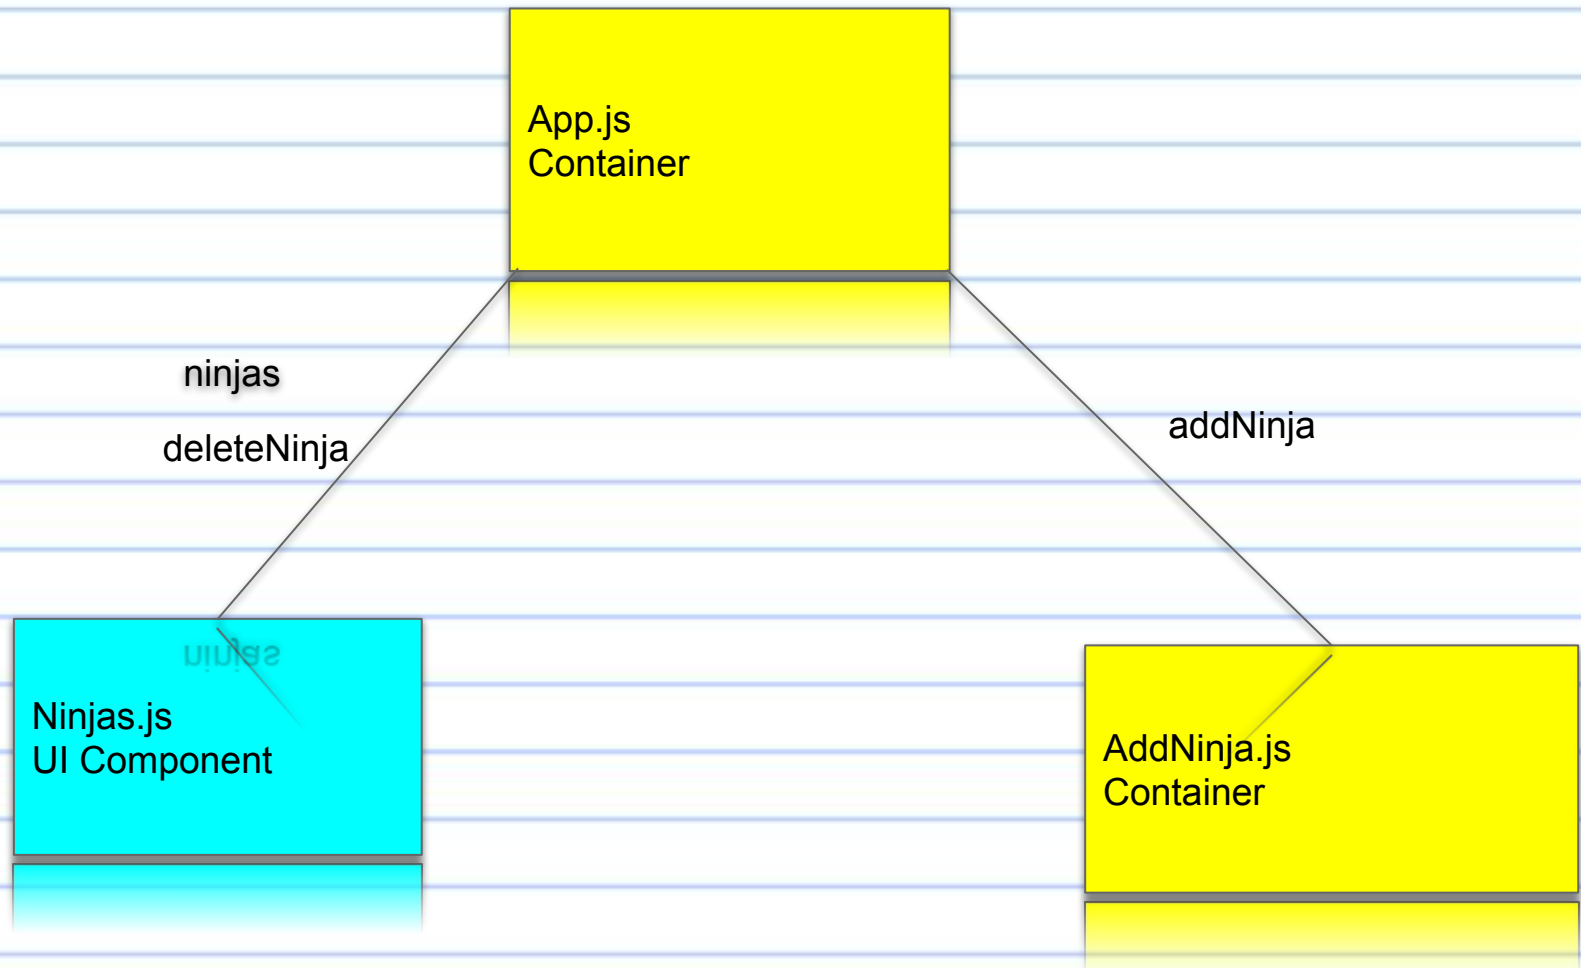 App.js
Container
ninjas
deleteNinja
addNinja
Ninjas.js
UI Component
AddNinja.js
Container